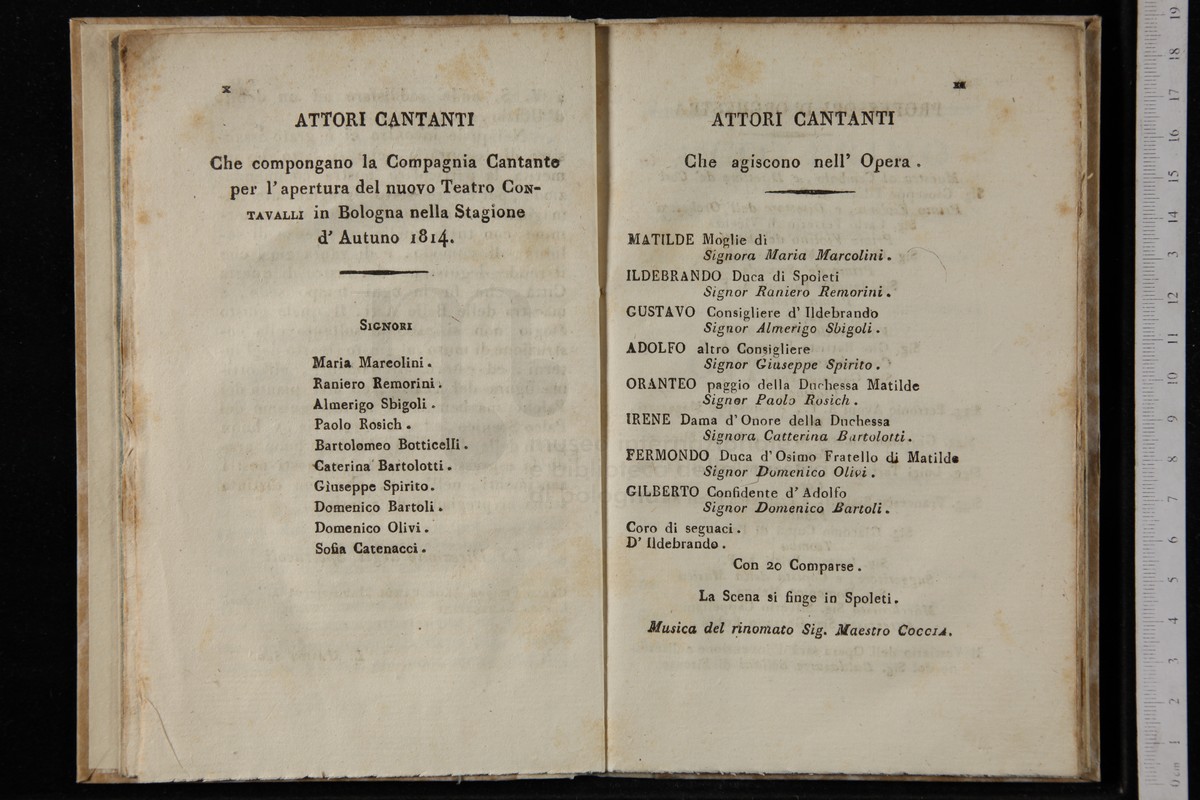 x
ATTORI CANTANTI
Che compongano la Compagnia Cantante
per l'apertura del nuovo Teatro CON-
TAVALLI in Bologna nella Stagione
d' Autuno 1814.
SIGNORI
Maria Mareolini.
Raniero Remorini.
Almerigo Sbigoli.
Paolo Rosich.
Bartolomeo Botticelli.
Caterina Bartolotti.
Giuseppe Spirito.
Domenico Bartoli.
Domenico Olivi.
Sofia Catenacci.
XI
ATTORI CANTANTI
Che agiscono nell' Opera.
MATILDE Moglie di
Signora Maria Marcolini.
ILDEBRANDO Duca di Spoleti
Signor Raniero Remorini.
GUSTAVO Consigliere d' Ildebrando
Signor Almerigo Sbigoli.
ADOLFO altro Consigliere
Signor Giuseppe Spirito.
ORANTEO paggio della Duchessa Matilde
Signor Paolo Rosich.
IRENE Dama d' Onore della Duchessa
Signora Catterina Bartolotti.
FERMONDO Duca d' Osimo Fratello di Matilde
Signor Domenico Olivi.
GILBERTO Confidente d' Adolfo
Signor Domenico Bartoli.
Coro di seguaci.
D' Ildebrando.
Con 20 Comparse.
La Scena si finge in Spoleti.
Musica del rinomato Sig. Maestro COCCIA.